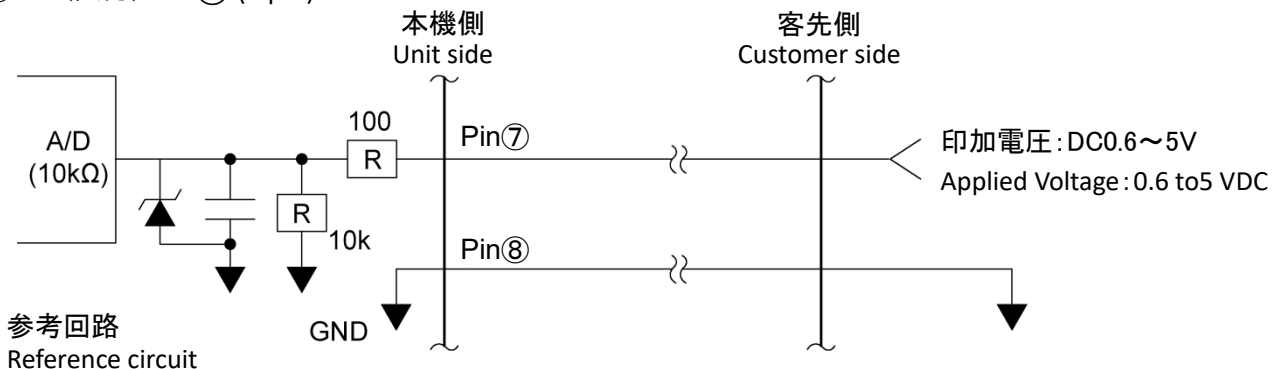 本機側
Unit side
客先側
Customer side
A/D
(10kΩ)
100
R
R
10k
Pin⑦
Pin⑧
GND
印加電圧:DC0.6～5V
Applied Voltage:0.6 to5 VDC
参考回路
Reference circuit